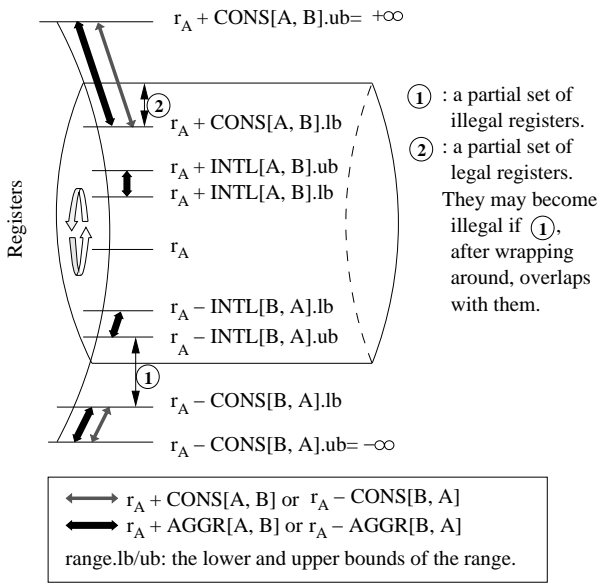 r_A + CONS[A, B].ub= +∞
② 
r_A + CONS[A, B].lb
r_A + INTL[A, B].ub
r_A + INTL[A, B].lb
Registers
r_A
r_A − INTL[B, A].lb
r_A − INTL[B, A].ub
①
r_A − CONS[B, A].lb
r_A − CONS[B, A].ub= −∞
① : a partial set of
illegal registers.
② : a partial set of
legal registers.
They may become
illegal if ①,
after wrapping
around, overlaps
with them.
r_A + CONS[A, B] or r_A − CONS[B, A]
r_A + AGGR[A, B] or r_A − AGGR[B, A]
range.lb/ub: the lower and upper bounds of the range.